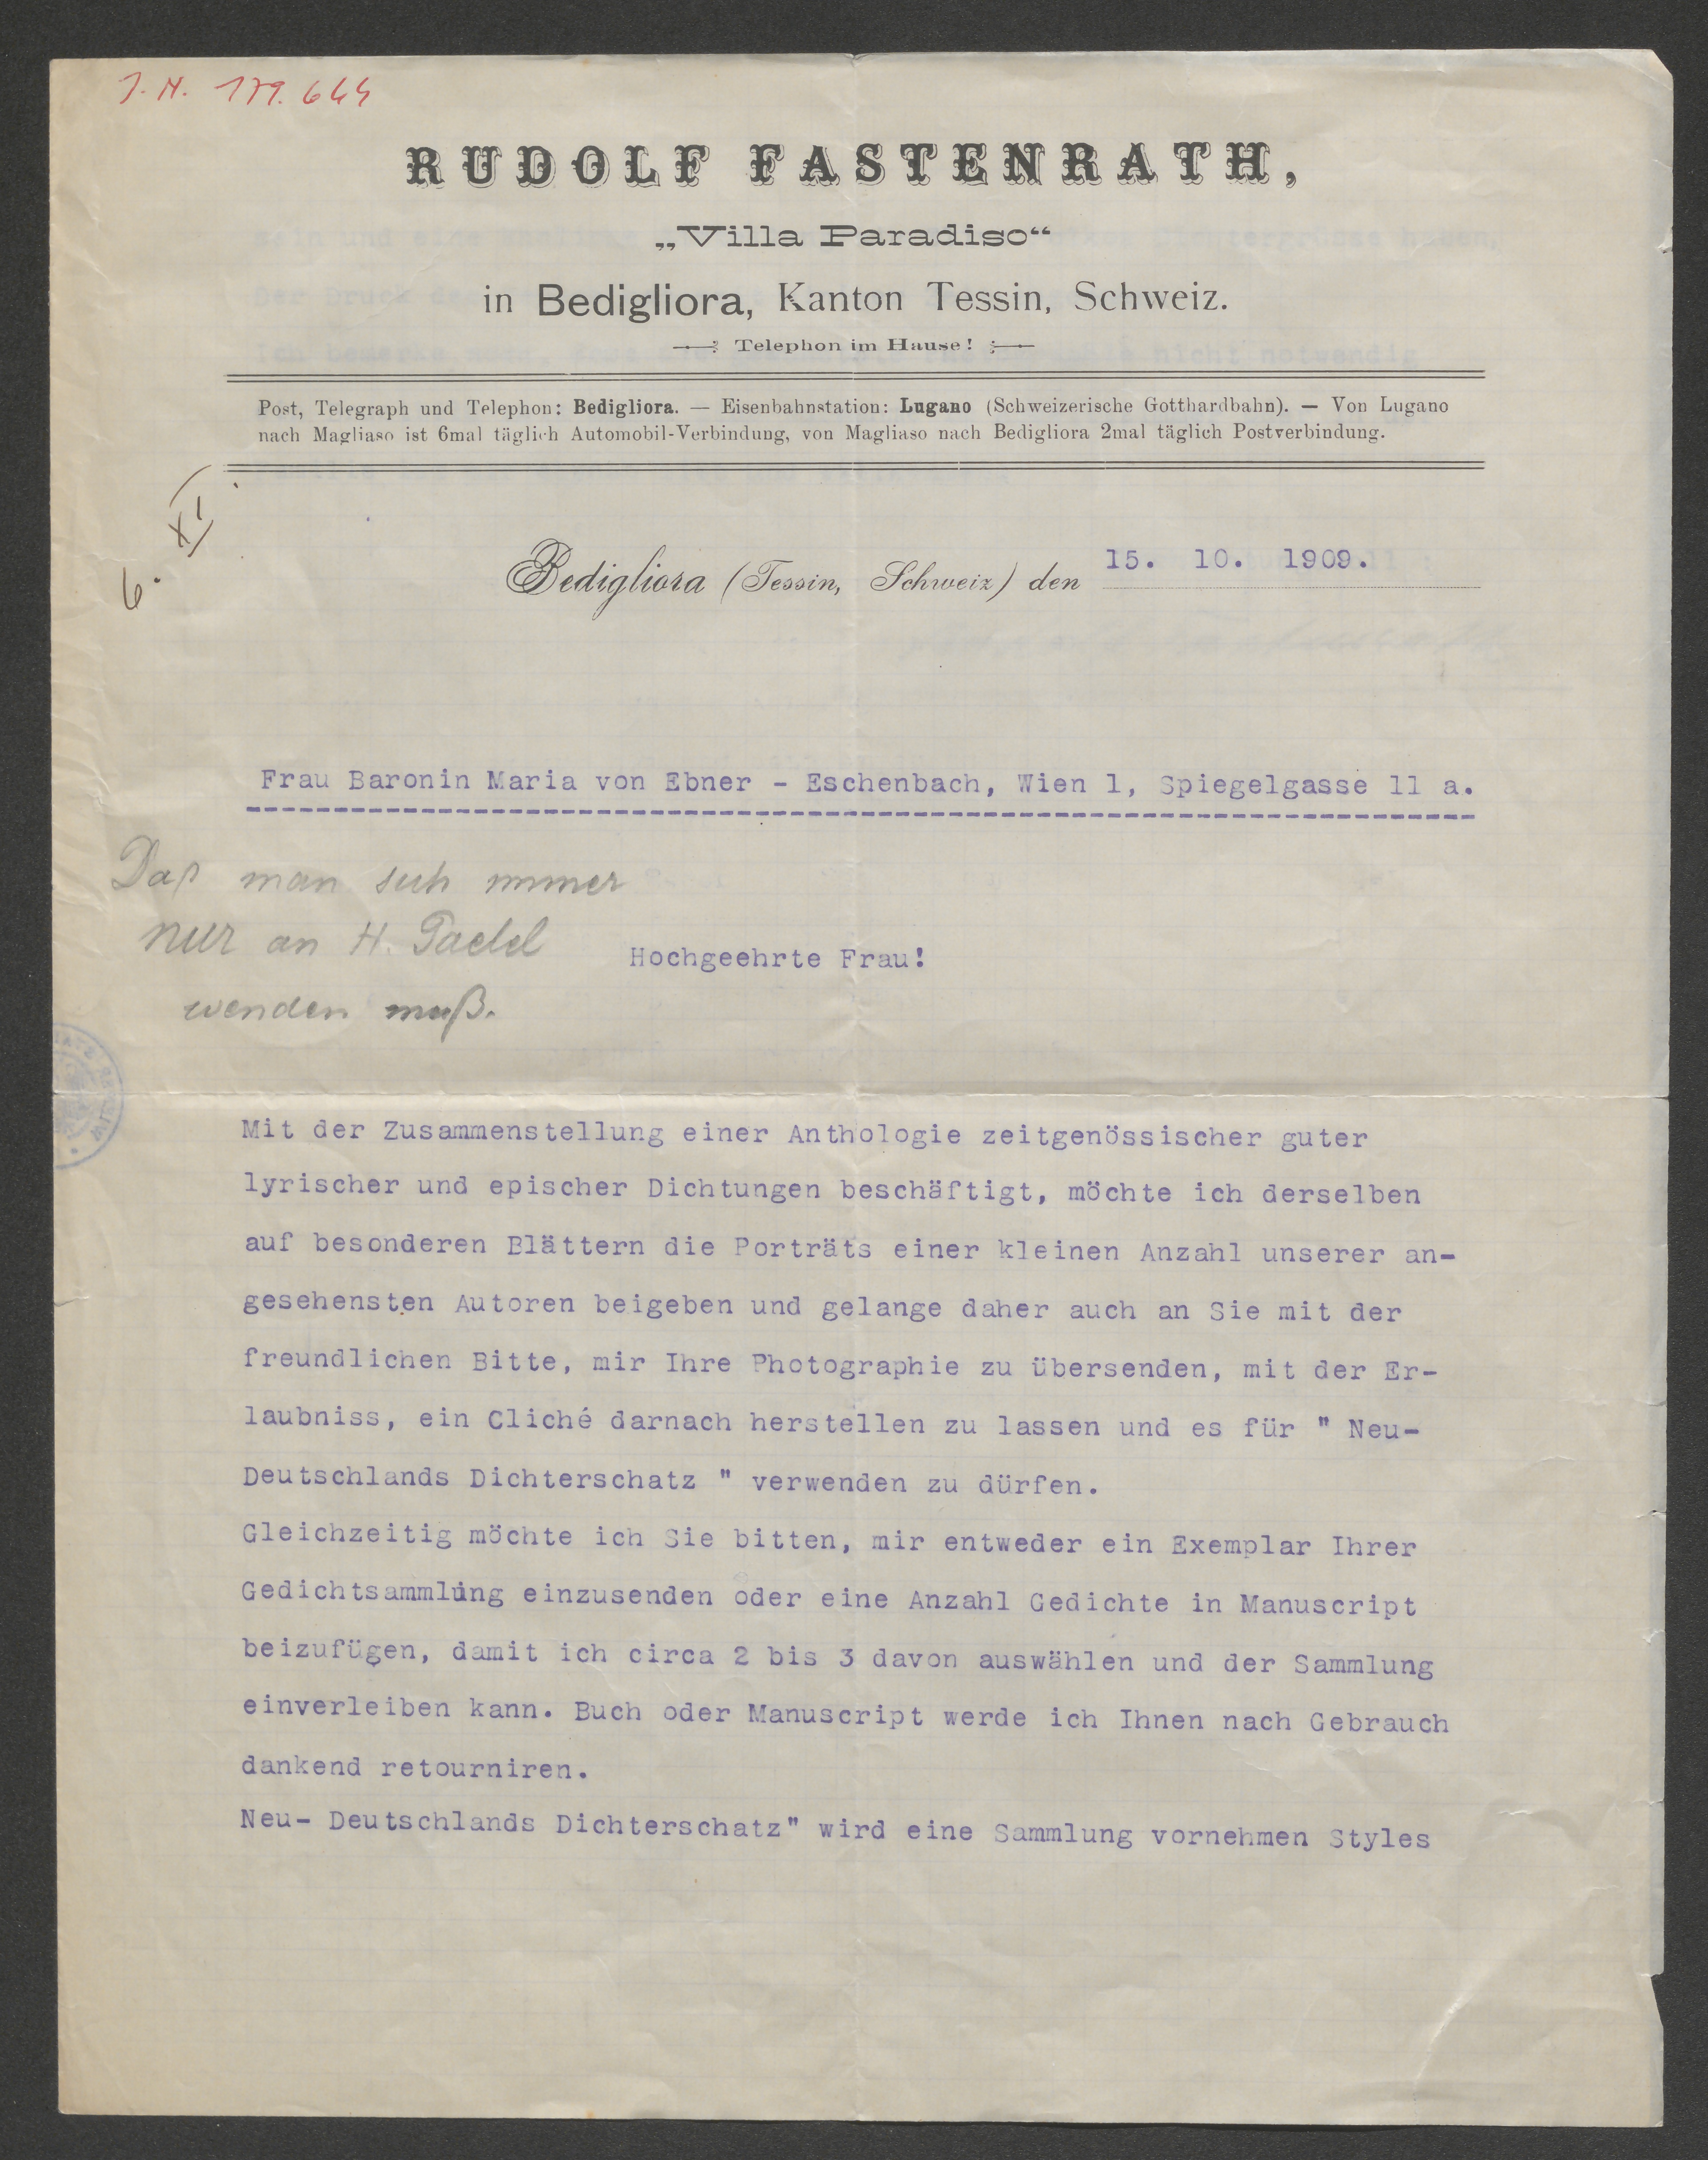 J. N. 179.644
RUDOLF FASTENRATH,
„Villa Paradiso“
in Bedigliora, Kanton Tessin, Schweiz.
Telephon im Hause!
Post, Telegraph und Telephon: Bedigliora. — Eisenbahnstation: Lugano (Schweizerische Gotthardbahn). — Von Lugano
nach Magliaso ist 6mal täglich Automobil-Verbindung, von Magliaso nach Bedigliora 2mal täglich Postverbindung.
6. XI
Bedigliora (Tessin, Schweiz) den 15. 10. 1909.
Frau Baronin Maria von Ebner - Eschenbach, Wien 1, Spiegelgasse 11 a.
Daß man sich immer
nur an H. Paetel
wenden muß.
Hochgeehrte Frau!
Mit der Zusammenstellung einer Anthologie zeitgenössischer guter
lyrischer und epischer Dichtungen beschäftigt, möchte ich derselben
auf besonderen Blättern die Porträts einer kleinen Anzahl unserer an-
gesehensten Autoren beigeben und gelange daher auch an Sie mit der
freundlichen Bitte, mir Ihre Photographie zu übersenden, mit der Er-
laubniss, ein Cliché darnach herstellen zu lassen und es für " Neu-
Deutschlands Dichterschatz " verwenden zu dürfen.
Gleichzeitig möchte ich Sie bitten, mir entweder ein Exemplar Ihrer
Gedichtsammlung einzusenden oder eine Anzahl Gedichte in Manuscript
beizufügen, damit ich circa 2 bis 3 davon auswählen und der Sammlung
einverleiben kann. Buch oder Manuscript werde ich Ihnen nach Gebrauch
dankend retourniren.
Neu- Deutschlands Dichterschatz" wird eine Sammlung vornehmen Styles